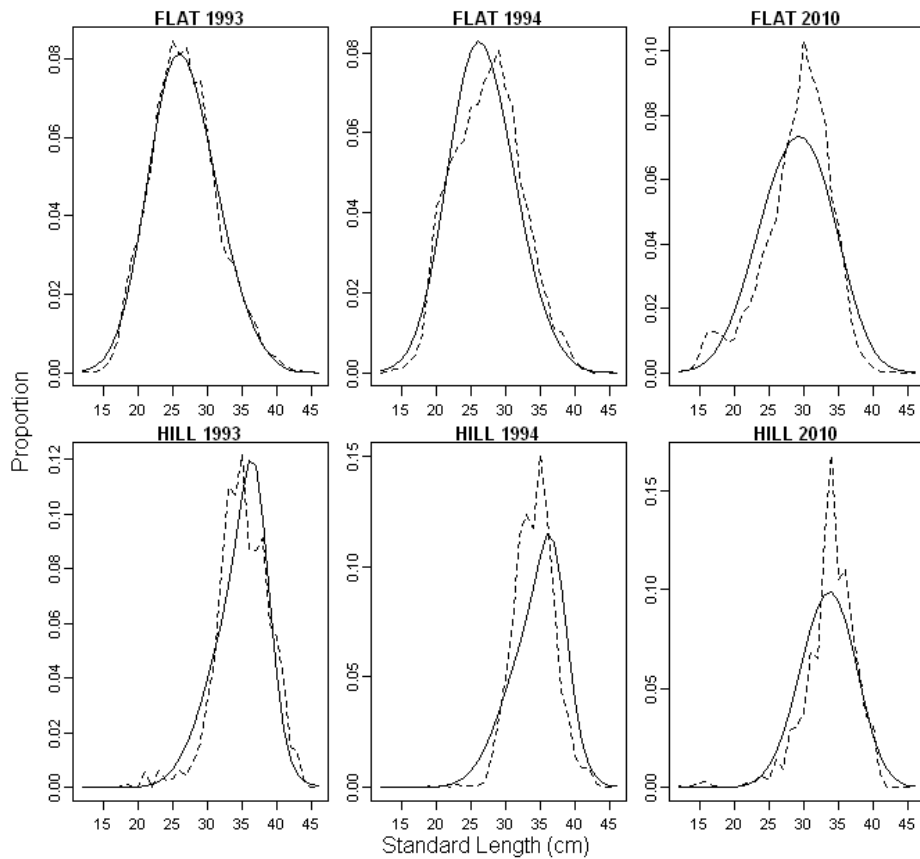 FLAT 1993
FLAT 1994
FLAT 2010
0.00 0.02 0.04 0.06 0.08
0.00 0.02 0.04 0.06 0.08
0.00 0.02 0.04 0.06 0.08 0.10
15 20 25 30 35 40 45
15 20 25 30 35 40 45
15 20 25 30 35 40 45
Proportion
HILL 1993
HILL 1994
HILL 2010
0.00 0.02 0.04 0.06 0.08 0.10 0.12
0.00 0.05 0.10 0.15
0.00 0.05 0.10 0.15
15 20 25 30 35 40 45
15 20 25 30 35 40 45
15 20 25 30 35 40 45
Standard Length (cm)